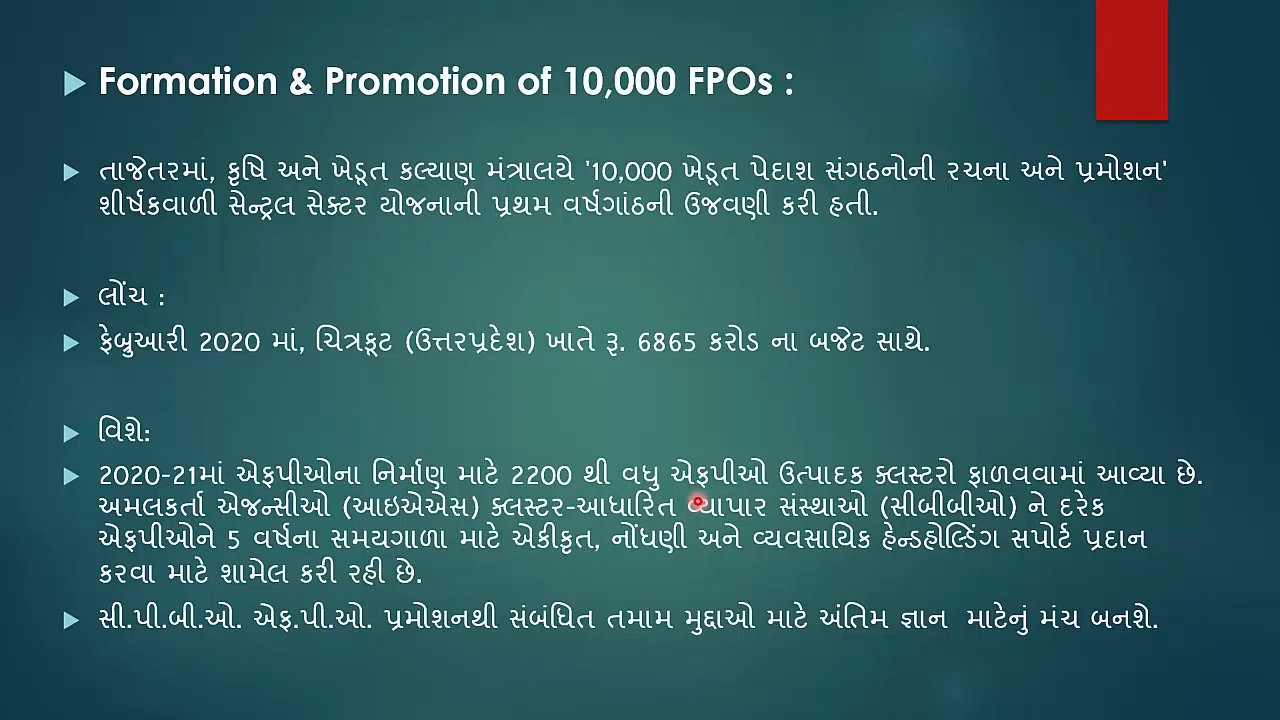 Formation & Promotion of 10,000 FPOs :
તાજેતરમાં, કૃષિ અને ખેડૂત કલ્યાણ મંત્રાલયે '10,000 ખેડૂત પેદાશ સંગઠનોની રચના અને પ્રમોશન'
શીર્ષકવાળી સેન્ટ્રલ સેક્ટર યોજનાની પ્રથમ વર્ષગાંઠની ઉજવણી કરી હતી.
લોંચ :
ફેબ્રુઆરી 2020 માં, ચિત્રકૂટ (ઉત્તરપ્રદેશ) ખાતે રૂ. 6865 કરોડ ના બજેટ સાથે.
વિશે:
2020-21માં એફપીઓના નિર્માણ માટે 2200 થી વધુ એફપીઓ ઉત્પાદક ક્લસ્ટરો ફાળવવામાં આવ્યા છે.
અમલકર્તા એજન્સીઓ (આઇએએસ) ક્લસ્ટર-આધારિત વ્યાપાર સંસ્થાઓ (સીબીબીઓ) ને દરેક
એફપીઓને 5 વર્ષના સમયગાળા માટે એકીકૃત, નોંધણી અને વ્યવસાયિક હેન્ડહોલ્ડિંગ સપોર્ટ પ્રદાન
કરવા માટે શામેલ કરી રહી છે.
સી.પી.બી.ઓ. એફ.પી.ઓ. પ્રમોશનથી સંબંધિત તમામ મુદ્દાઓ માટે અંતિમ જ્ઞાન માટેનું મંચ બનશે.